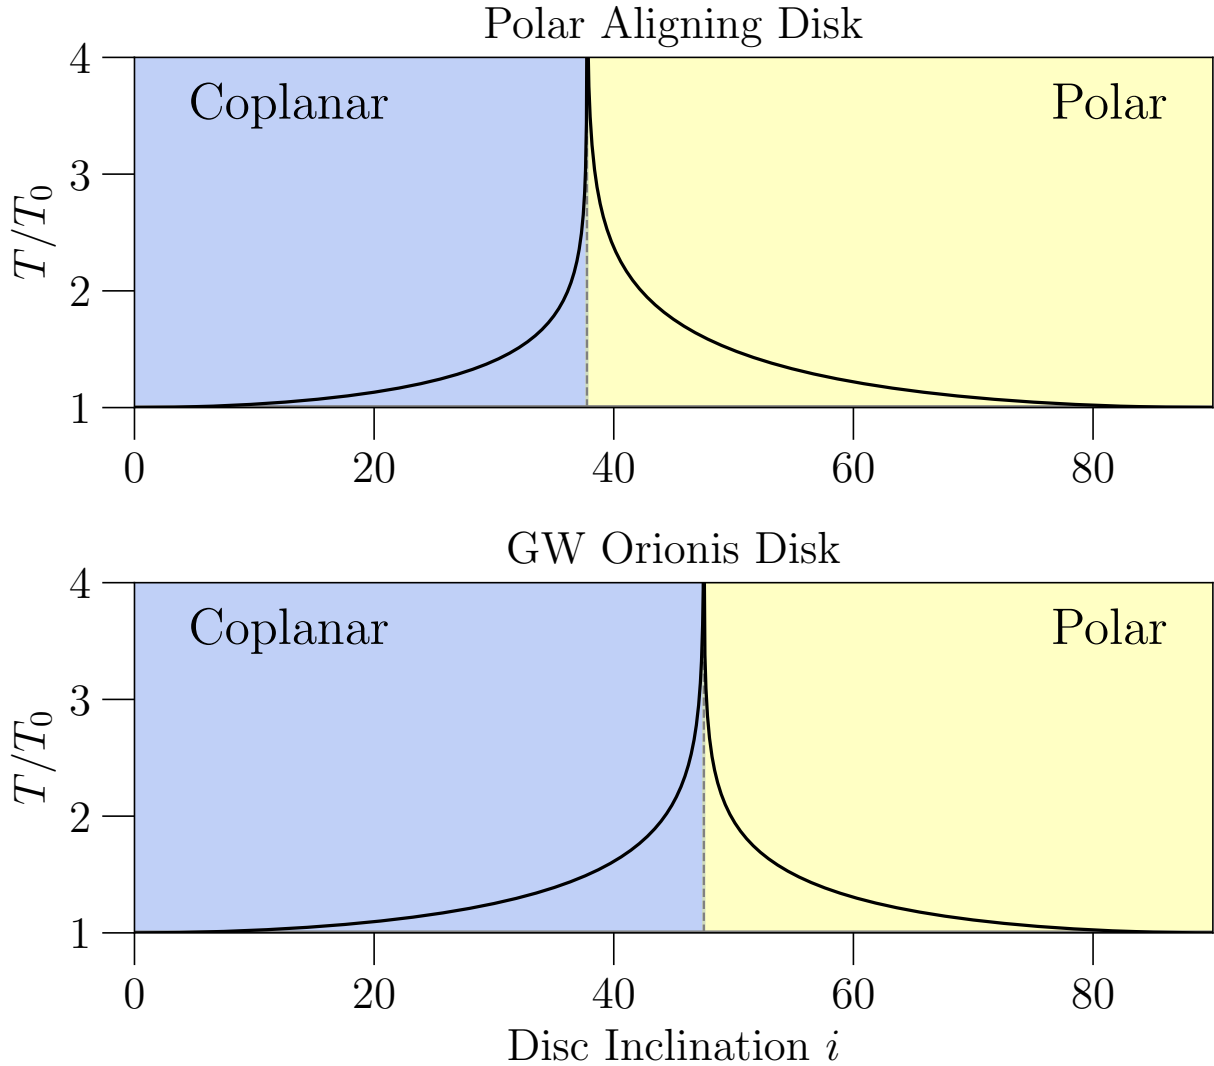 Polar Aligning Disk
4
Coplanar
Polar
3
2
1
T/T₀
0 20 40 60 80
GW Orionis Disk
4
Coplanar
Polar
3
2
1
T/T₀
0 20 40 60 80
Disc Inclination i